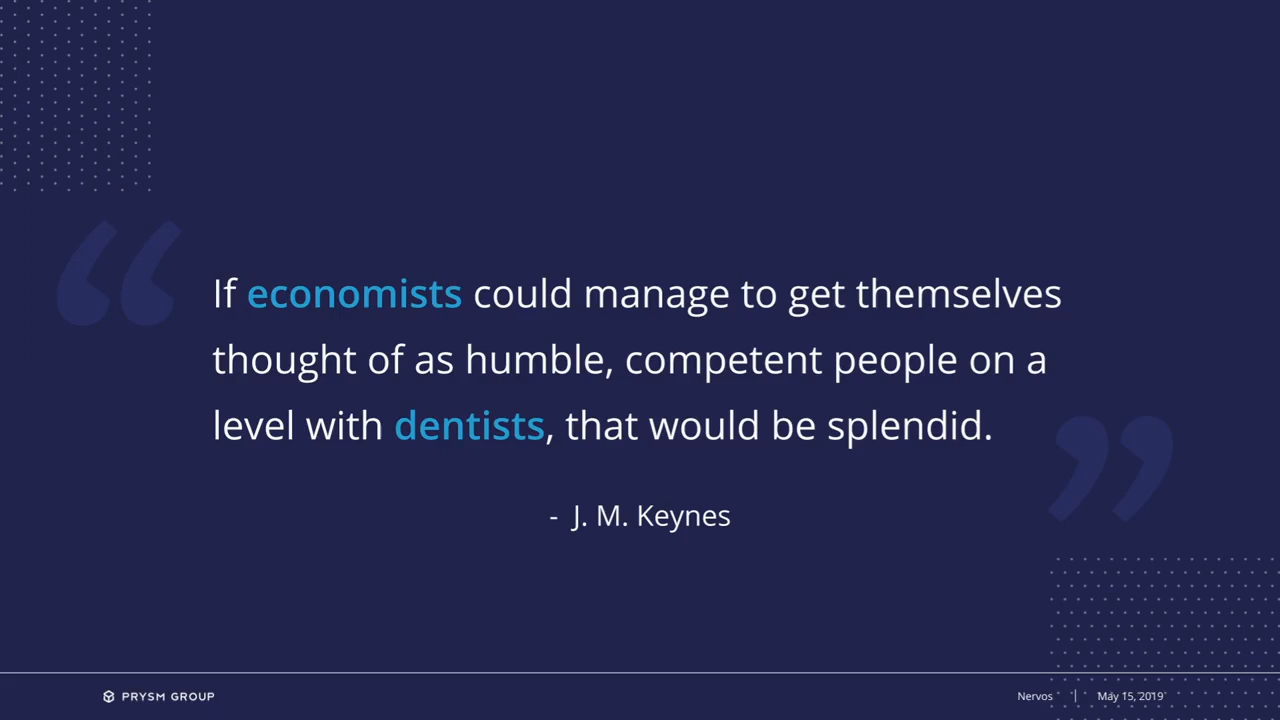 “
If economists could manage to get themselves
thought of as humble, competent people on a
level with dentists, that would be splendid.
”
- J. M. Keynes
PRYSM GROUP
Nervos | May 15, 2019